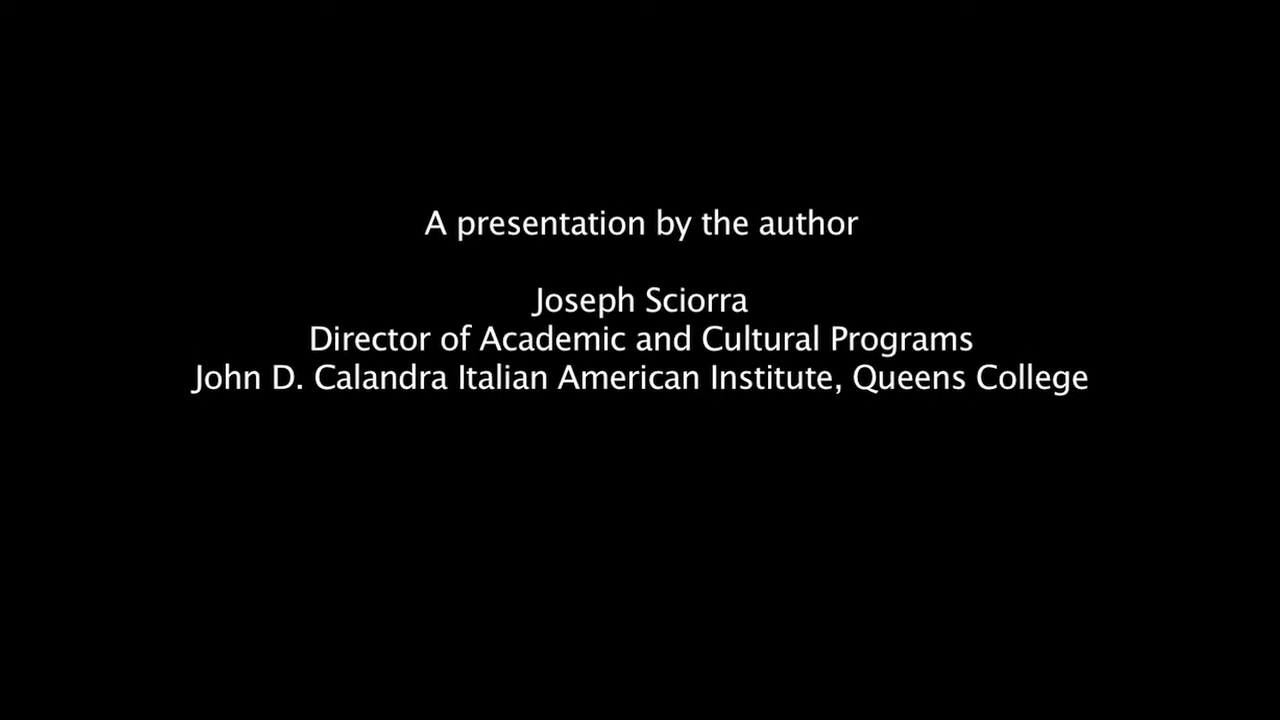 A presentation by the author
Joseph Sciorra
Director of Academic and Cultural Programs
John D. Calandra Italian American Institute, Queens College